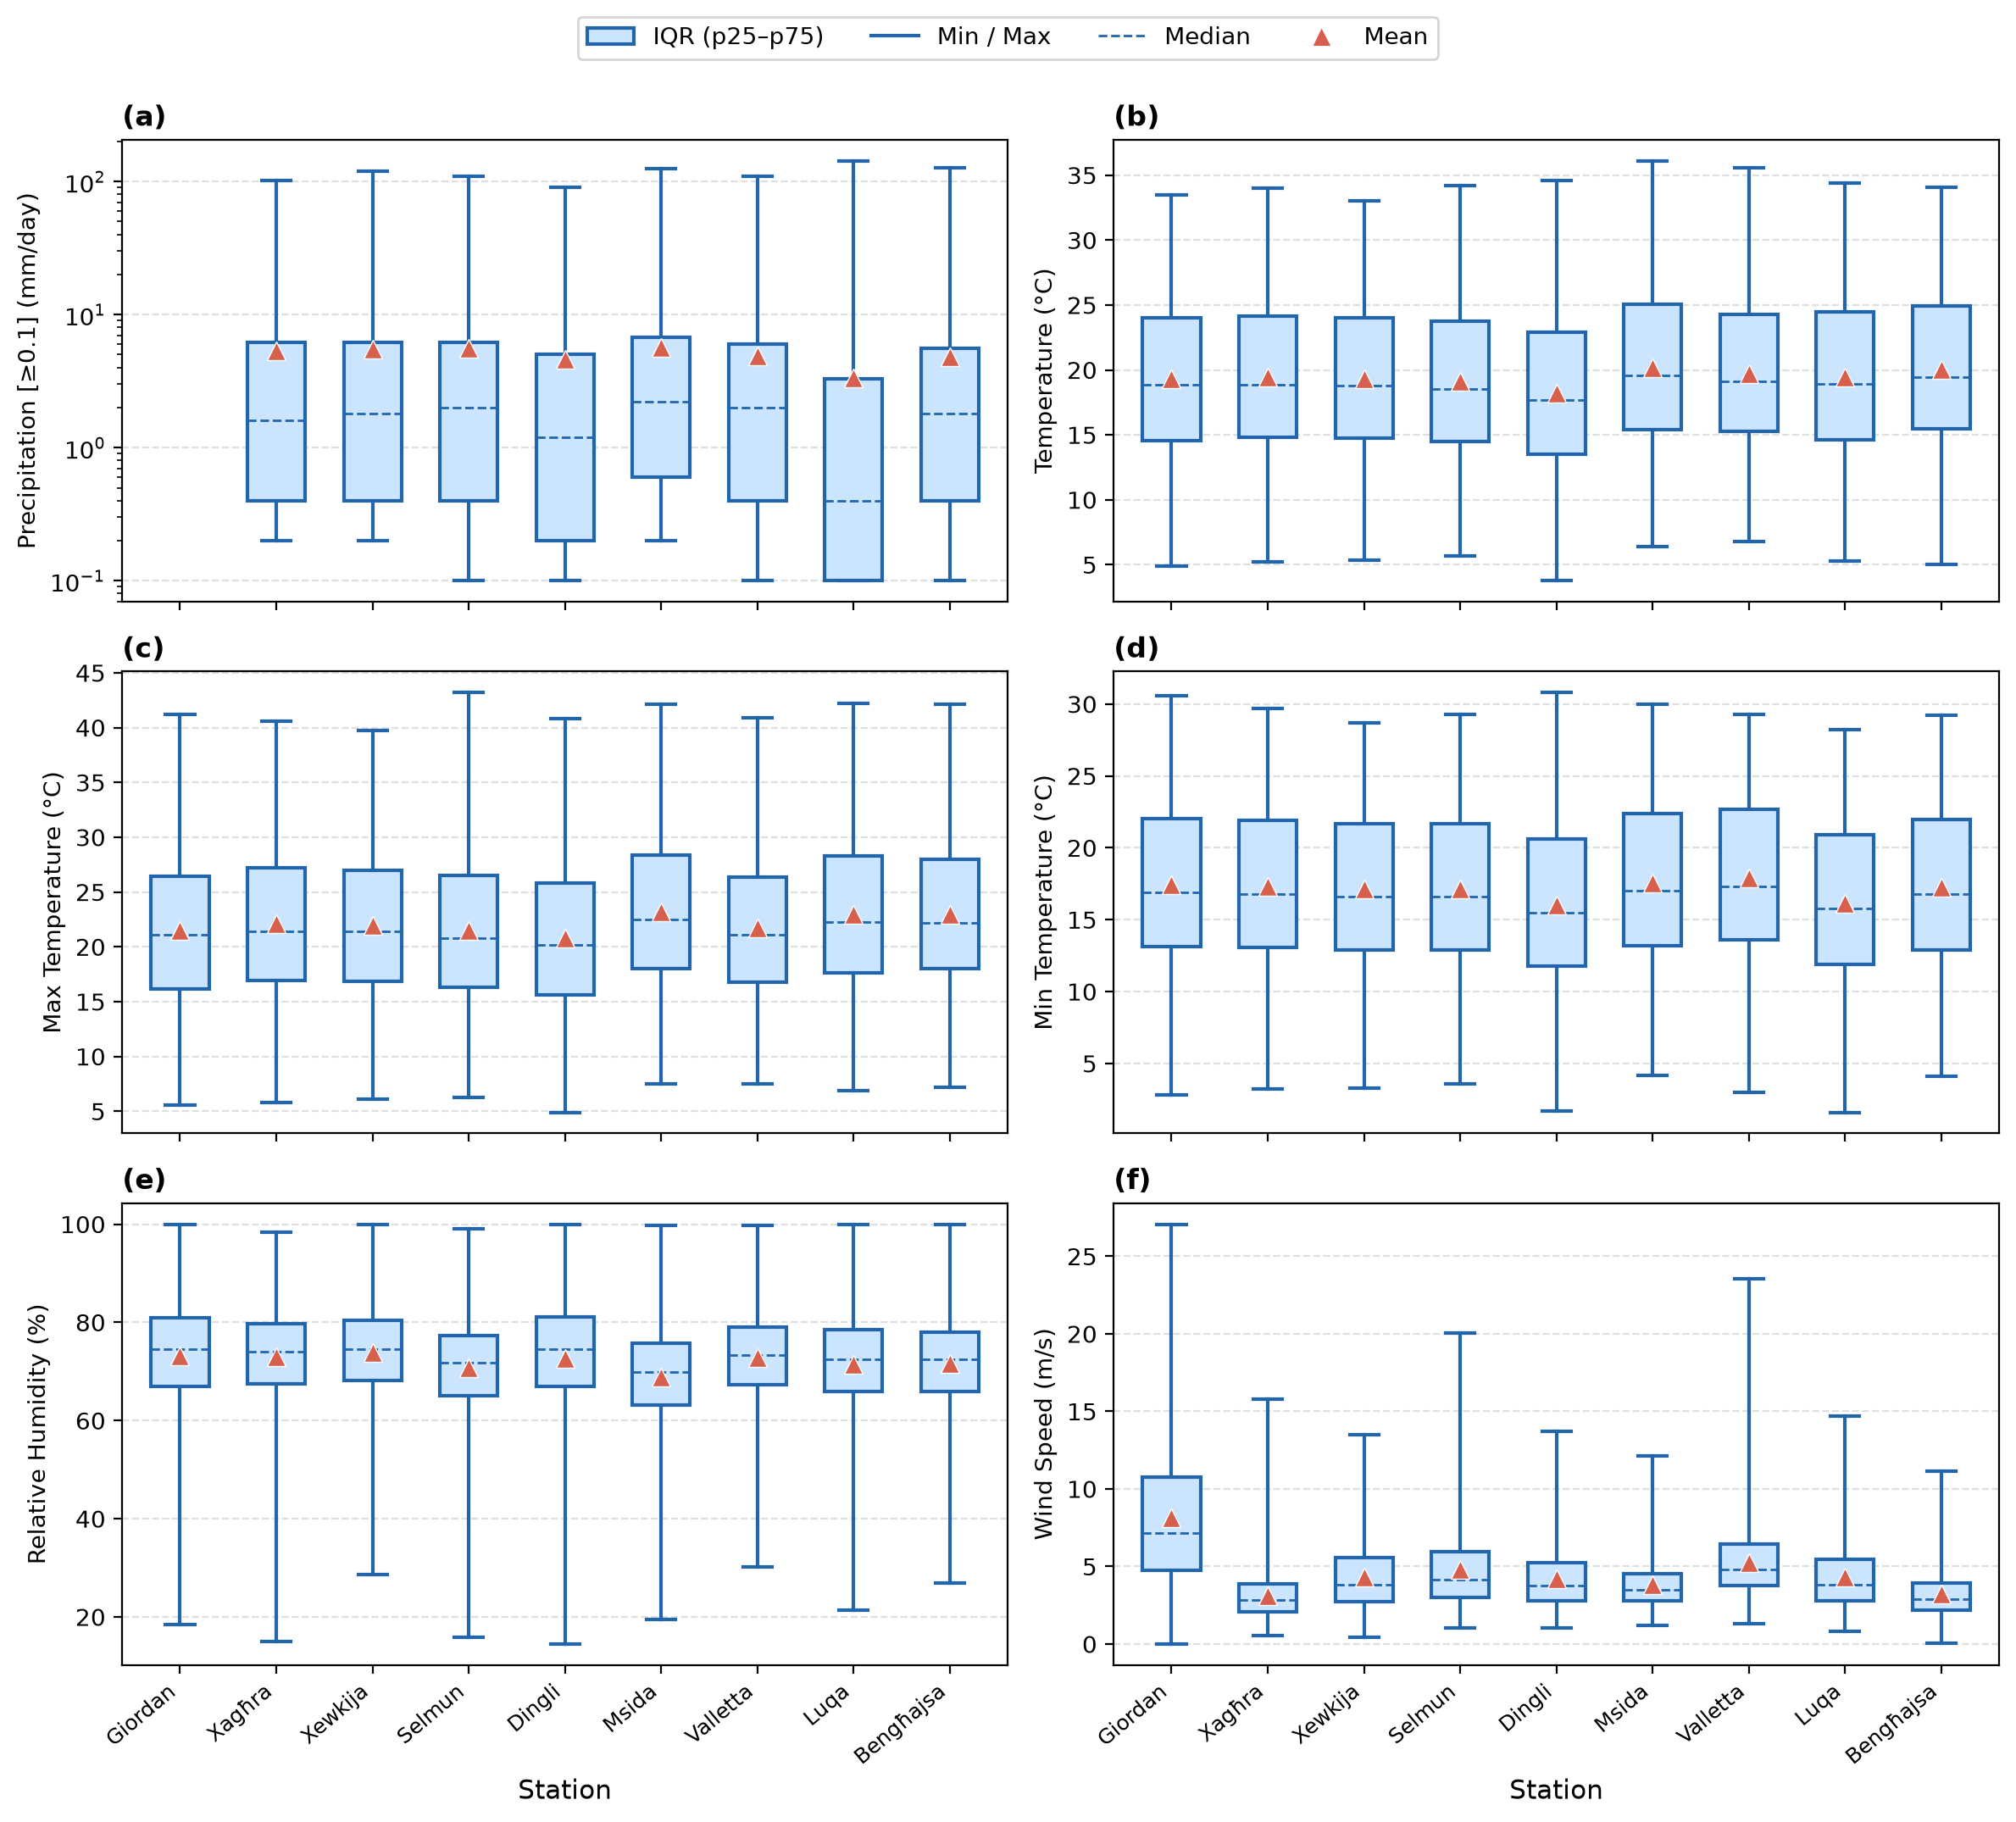 IQR (p25–p75) Min / Max Median Mean
(a)
Precipitation [≥0.1] (mm/day)
10²
10¹
10⁰
10⁻¹
(b)
Temperature (°C)
35
30
25
20
15
10
5
(c)
Max Temperature (°C)
45
40
35
30
25
20
15
10
5
(d)
Min Temperature (°C)
30
25
20
15
10
5
(e)
Relative Humidity (%)
100
80
60
40
20
Giordan
Xagħra
Xewkija
Selmun
Dingli
Msida
Valletta
Luqa
Bengħajsa
Station
(f)
Wind Speed (m/s)
25
20
15
10
5
0
Giordan
Xagħra
Xewkija
Selmun
Dingli
Msida
Valletta
Luqa
Bengħajsa
Station